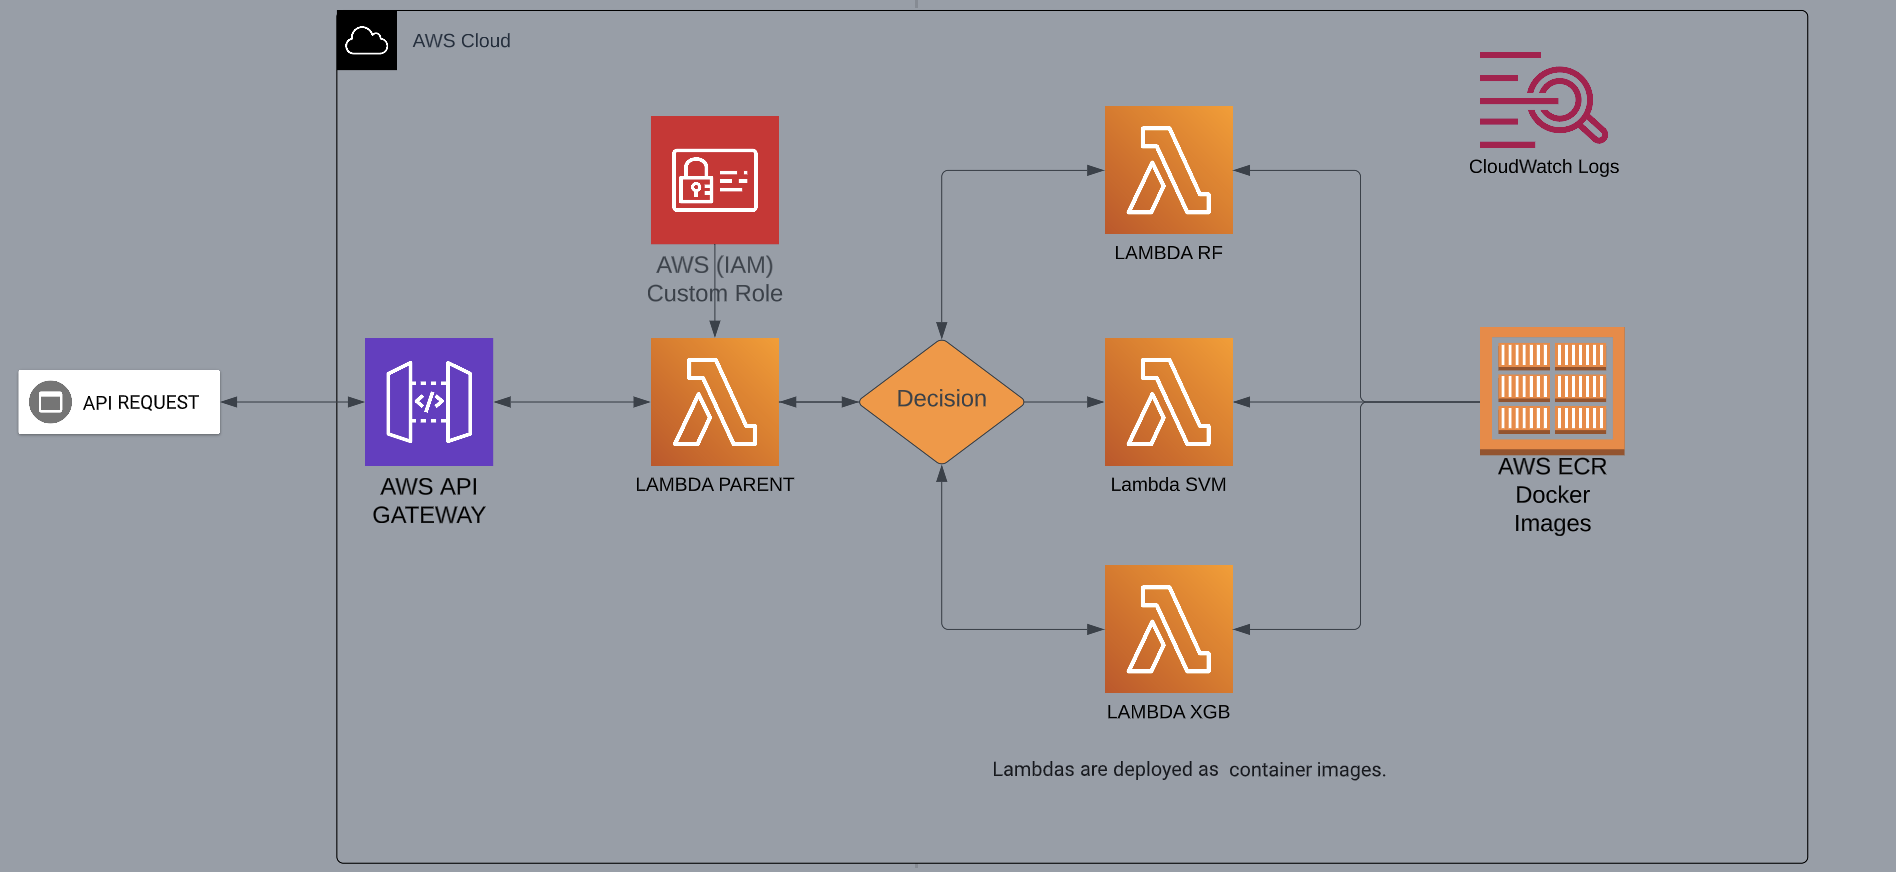 AWS Cloud
CloudWatch Logs
AWS (IAM)
Custom Role
LAMBDA RF
API REQUEST
AWS API
GATEWAY
LAMBDA PARENT
Decision
Lambda SVM
AWS ECR
Docker
Images
LAMBDA XGB
Lambdas are deployed as container images.